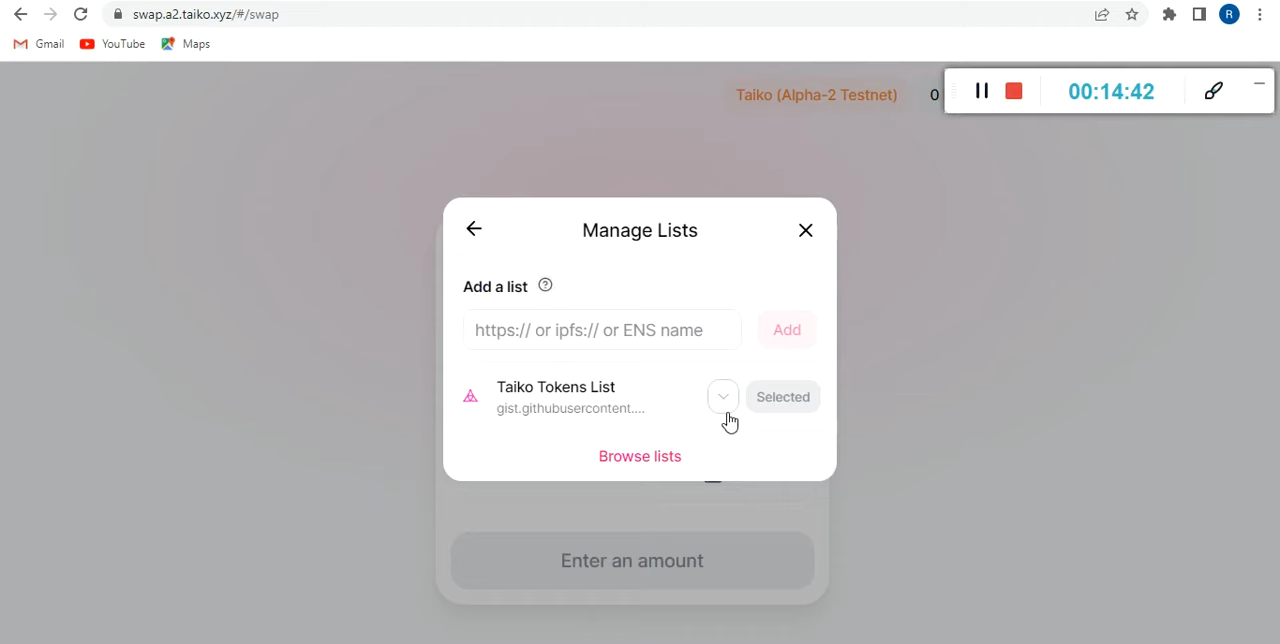 swap.a2.taiko.xyz/#/swap
R
Gmail
YouTube
Maps
Taiko (Alpha-2 Testnet)
0
00:14:42
Manage Lists
Add a list
?
https:// or ipfs:// or ENS name
Add
Taiko Tokens List
gist.githubusercontent....
Selected
Browse lists
Enter an amount